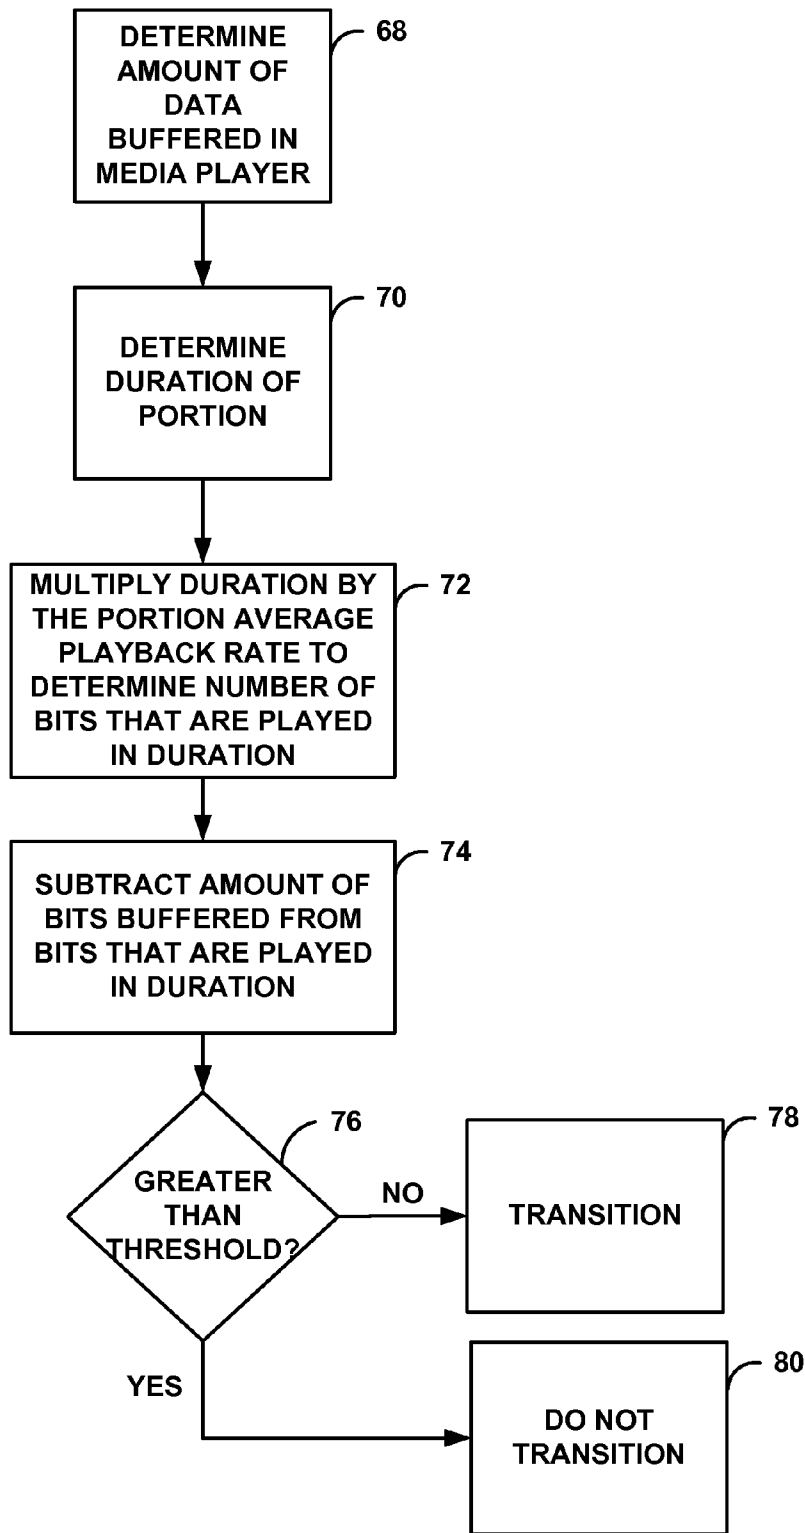 DETERMINE
AMOUNT OF
DATA
BUFFERED IN
MEDIA PLAYER
68
DETERMINE
DURATION OF
PORTION
70
MULTIPLY DURATION BY
THE PORTION AVERAGE
PLAYBACK RATE TO
DETERMINE NUMBER OF
BITS THAT ARE PLAYED
IN DURATION
72
SUBTRACT AMOUNT OF
BITS BUFFERED FROM
BITS THAT ARE PLAYED
IN DURATION
74
GREATER
THAN
THRESHOLD?
76
NO
TRANSITION
78
YES
DO NOT
TRANSITION
80